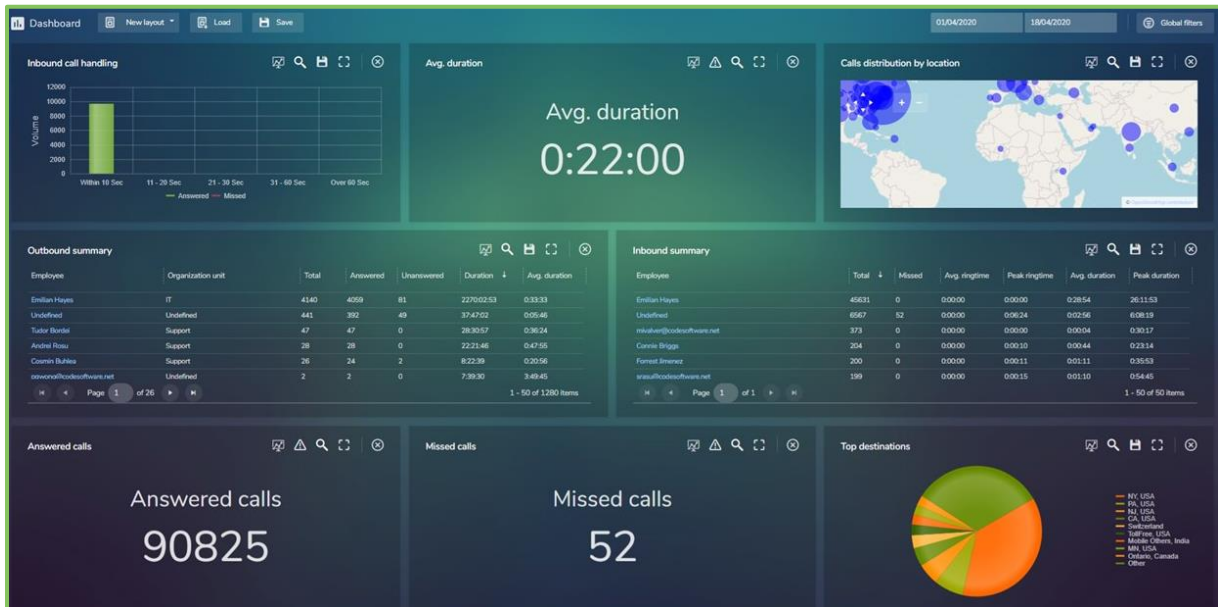 Dashboard New layout Load Save 01/04/2020 18/04/2020 Global filters
Inbound call handling
12000
10000
8000
6000
4000
2000
0
Volume
Within 10 Sec 11 - 20 Sec 21 - 30 Sec 31 - 60 Sec Over 60 Sec
Answered Missed
Avg. duration
Avg. duration
0:22:00
Calls distribution by location
+ -
Outbound summary
Employee Organization unit Total Answered Unanswered Duration ↓ Avg. duration
Emilian Hayes IT 4140 4059 81 2270:02:53 0:33:33
Undefined Undefined 441 392 49 37:47:02 0:05:46
Tudor Bordei Support 47 47 0 28:30:57 0:36:24
Andrei Rosu Support 28 28 0 22:21:46 0:47:55
Cosmin Buhlea Support 26 24 2 8:22:39 0:20:56
Undefined 2 2 0 7:39:30 3:49:45
Page 1 of 26 1 - 50 of 1280 items
Inbound summary
Employee Total ↓ Missed Avg. ringtime Peak ringtime Avg. duration Peak duration
Emilian Hayes 45631 0 0:00:00 0:00:00 0:28:54 26:11:53
Undefined 6567 52 0:00:00 0:06:24 0:02:56 6:08:19
mivalver@codesoftware.net 373 0 0:00:00 0:00:00 0:00:04 0:30:17
Connie Briggs 204 0 0:00:00 0:00:10 0:00:44 0:23:14
Forrest Jimenez 200 0 0:00:00 0:00:11 0:01:11 0:35:53
srasu@codesoftware.net 199 0 0:00:00 0:00:15 0:01:10 0:54:45
Page 1 of 1 1 - 50 of 50 items
Answered calls
Answered calls
90825
Missed calls
Missed calls
52
Top destinations
NY, USA
PA, USA
NJ, USA
CA, USA
Switzerland
TollFree, USA
Mobile Others, India
MN, USA
Ontario, Canada
Other